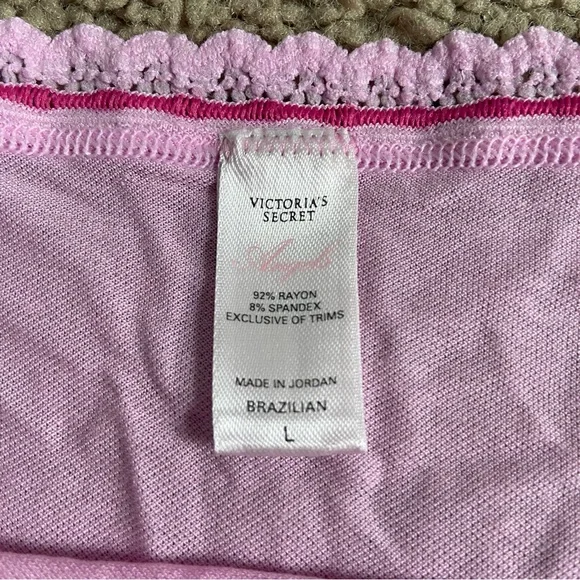 VICTORIA'S
SECRET
Angels
92% RAYON
8% SPANDEX
EXCLUSIVE OF TRIMS
MADE IN JORDAN
BRAZILIAN
L